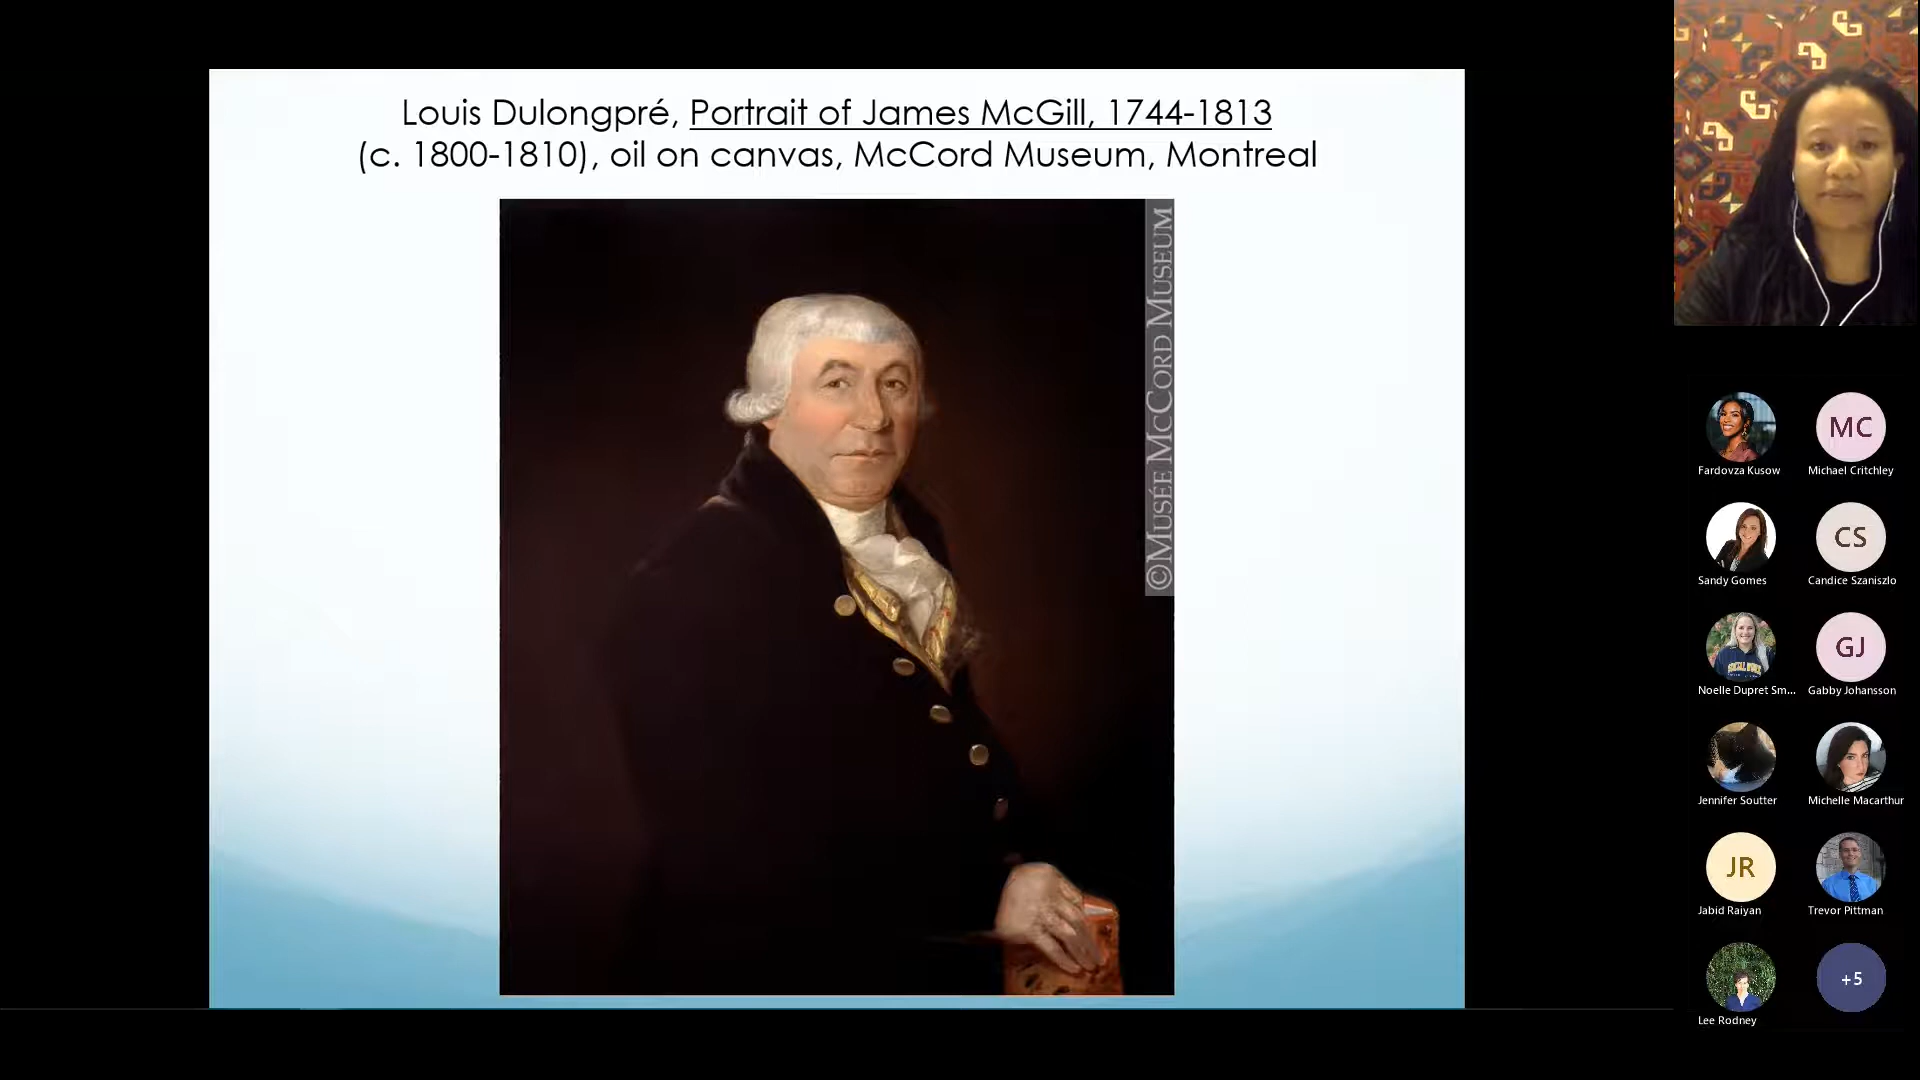 Louis Dulongpré, Portrait of James McGill, 1744-1813
(c. 1800-1810), oil on canvas, McCord Museum, Montreal
©MUSÉE MCCORD MUSEUM
Fardovza Kusow
MC
Michael Critchley
Sandy Gomes
CS
Candice Szaniszlo
Noelle Dupret Sm...
GJ
Gabby Johansson
Jennifer Soutter
Michelle Macarthur
JR
Jabid Raiyan
Trevor Pittman
Lee Rodney
+5